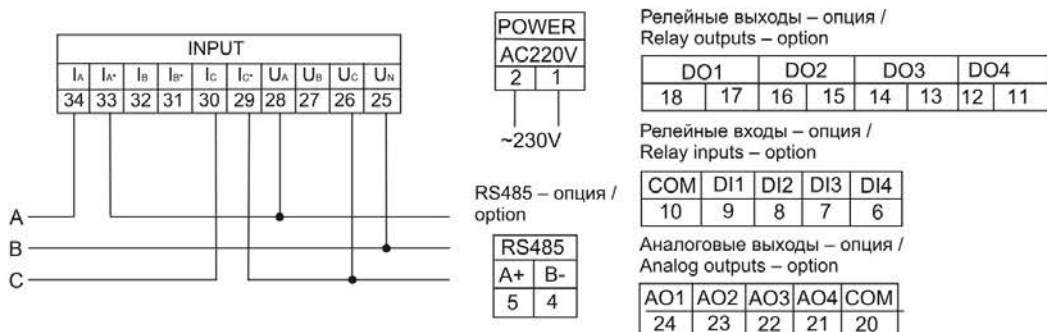 INPUT
IA IA* IB IB* IC IC* UA UB UC UN
34 33 32 31 30 29 28 27 26 25
A
B
C
POWER
AC220V
2 1
~230V
RS485 – опция /
option
RS485
A+ B-
5 4
Релейные выходы – опция /
Relay outputs – option
DO1 DO2 DO3 DO4
18 17 16 15 14 13 12 11
Релейные входы – опция /
Relay inputs – option
COM DI1 DI2 DI3 DI4
10 9 8 7 6
Аналоговые выходы – опция /
Analog outputs – option
AO1 AO2 AO3 AO4 COM
24 23 22 21 20